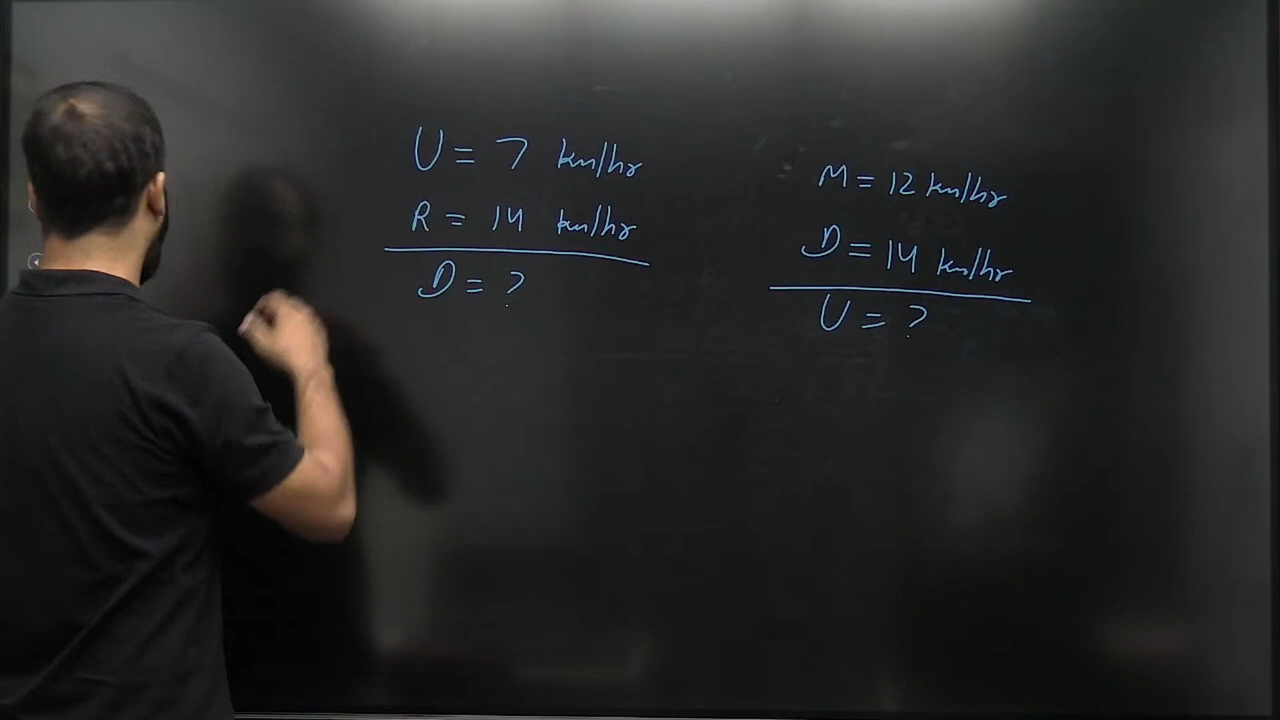 U = 7 km/hr
R = 14 km/hr
D = ?
M = 12 km/hr
D = 14 km/hr
U = ?